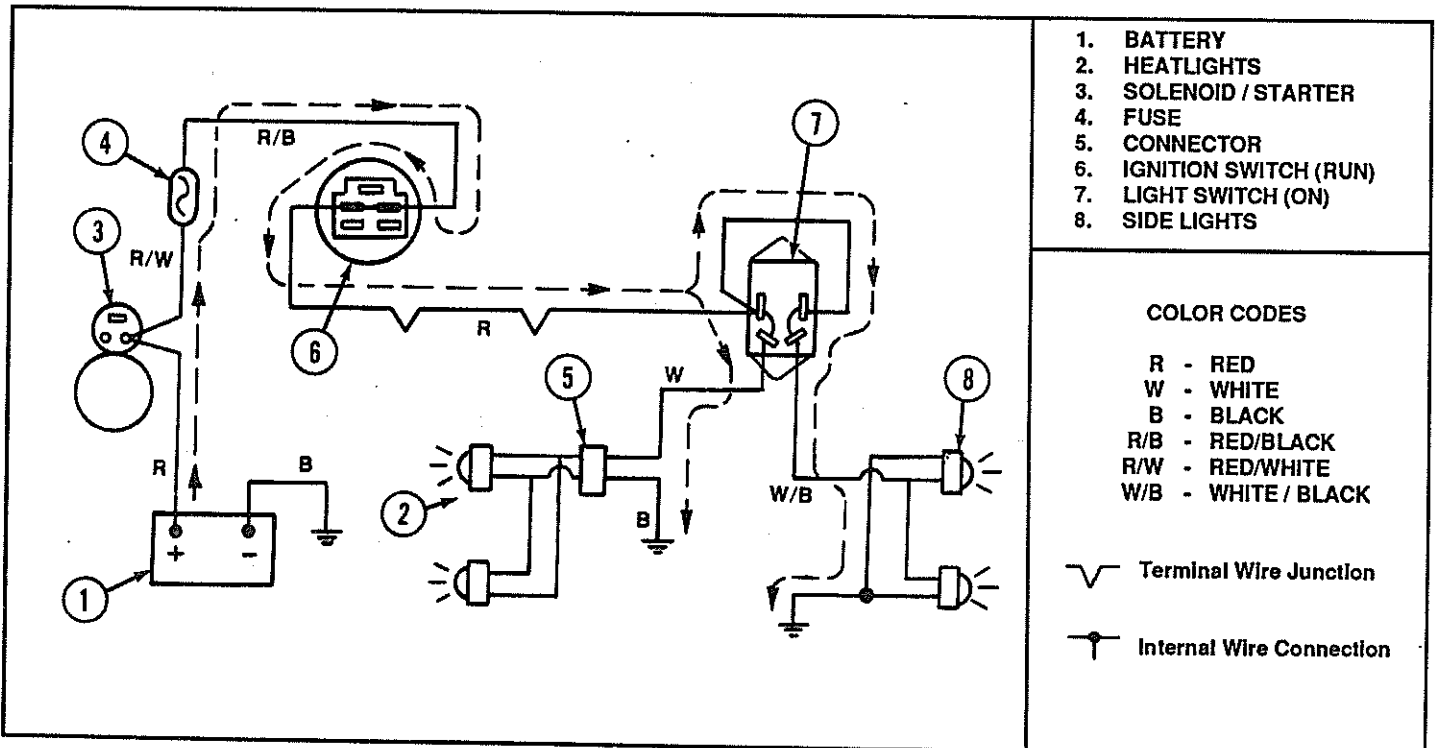 1. BATTERY
2. HEATLIGHTS
3. SOLENOID / STARTER
4. FUSE
5. CONNECTOR
6. IGNITION SWITCH (RUN)
7. LIGHT SWITCH (ON)
8. SIDE LIGHTS
COLOR CODES
R - RED
W - WHITE
B - BLACK
R/B - RED/BLACK
R/W - RED/WHITE
W/B - WHITE / BLACK
Terminal Wire Junction
Internal Wire Connection
4
R/B
7
3
R/W
6
R
5
W
8
R
B
2
B
W/B
+ -
1